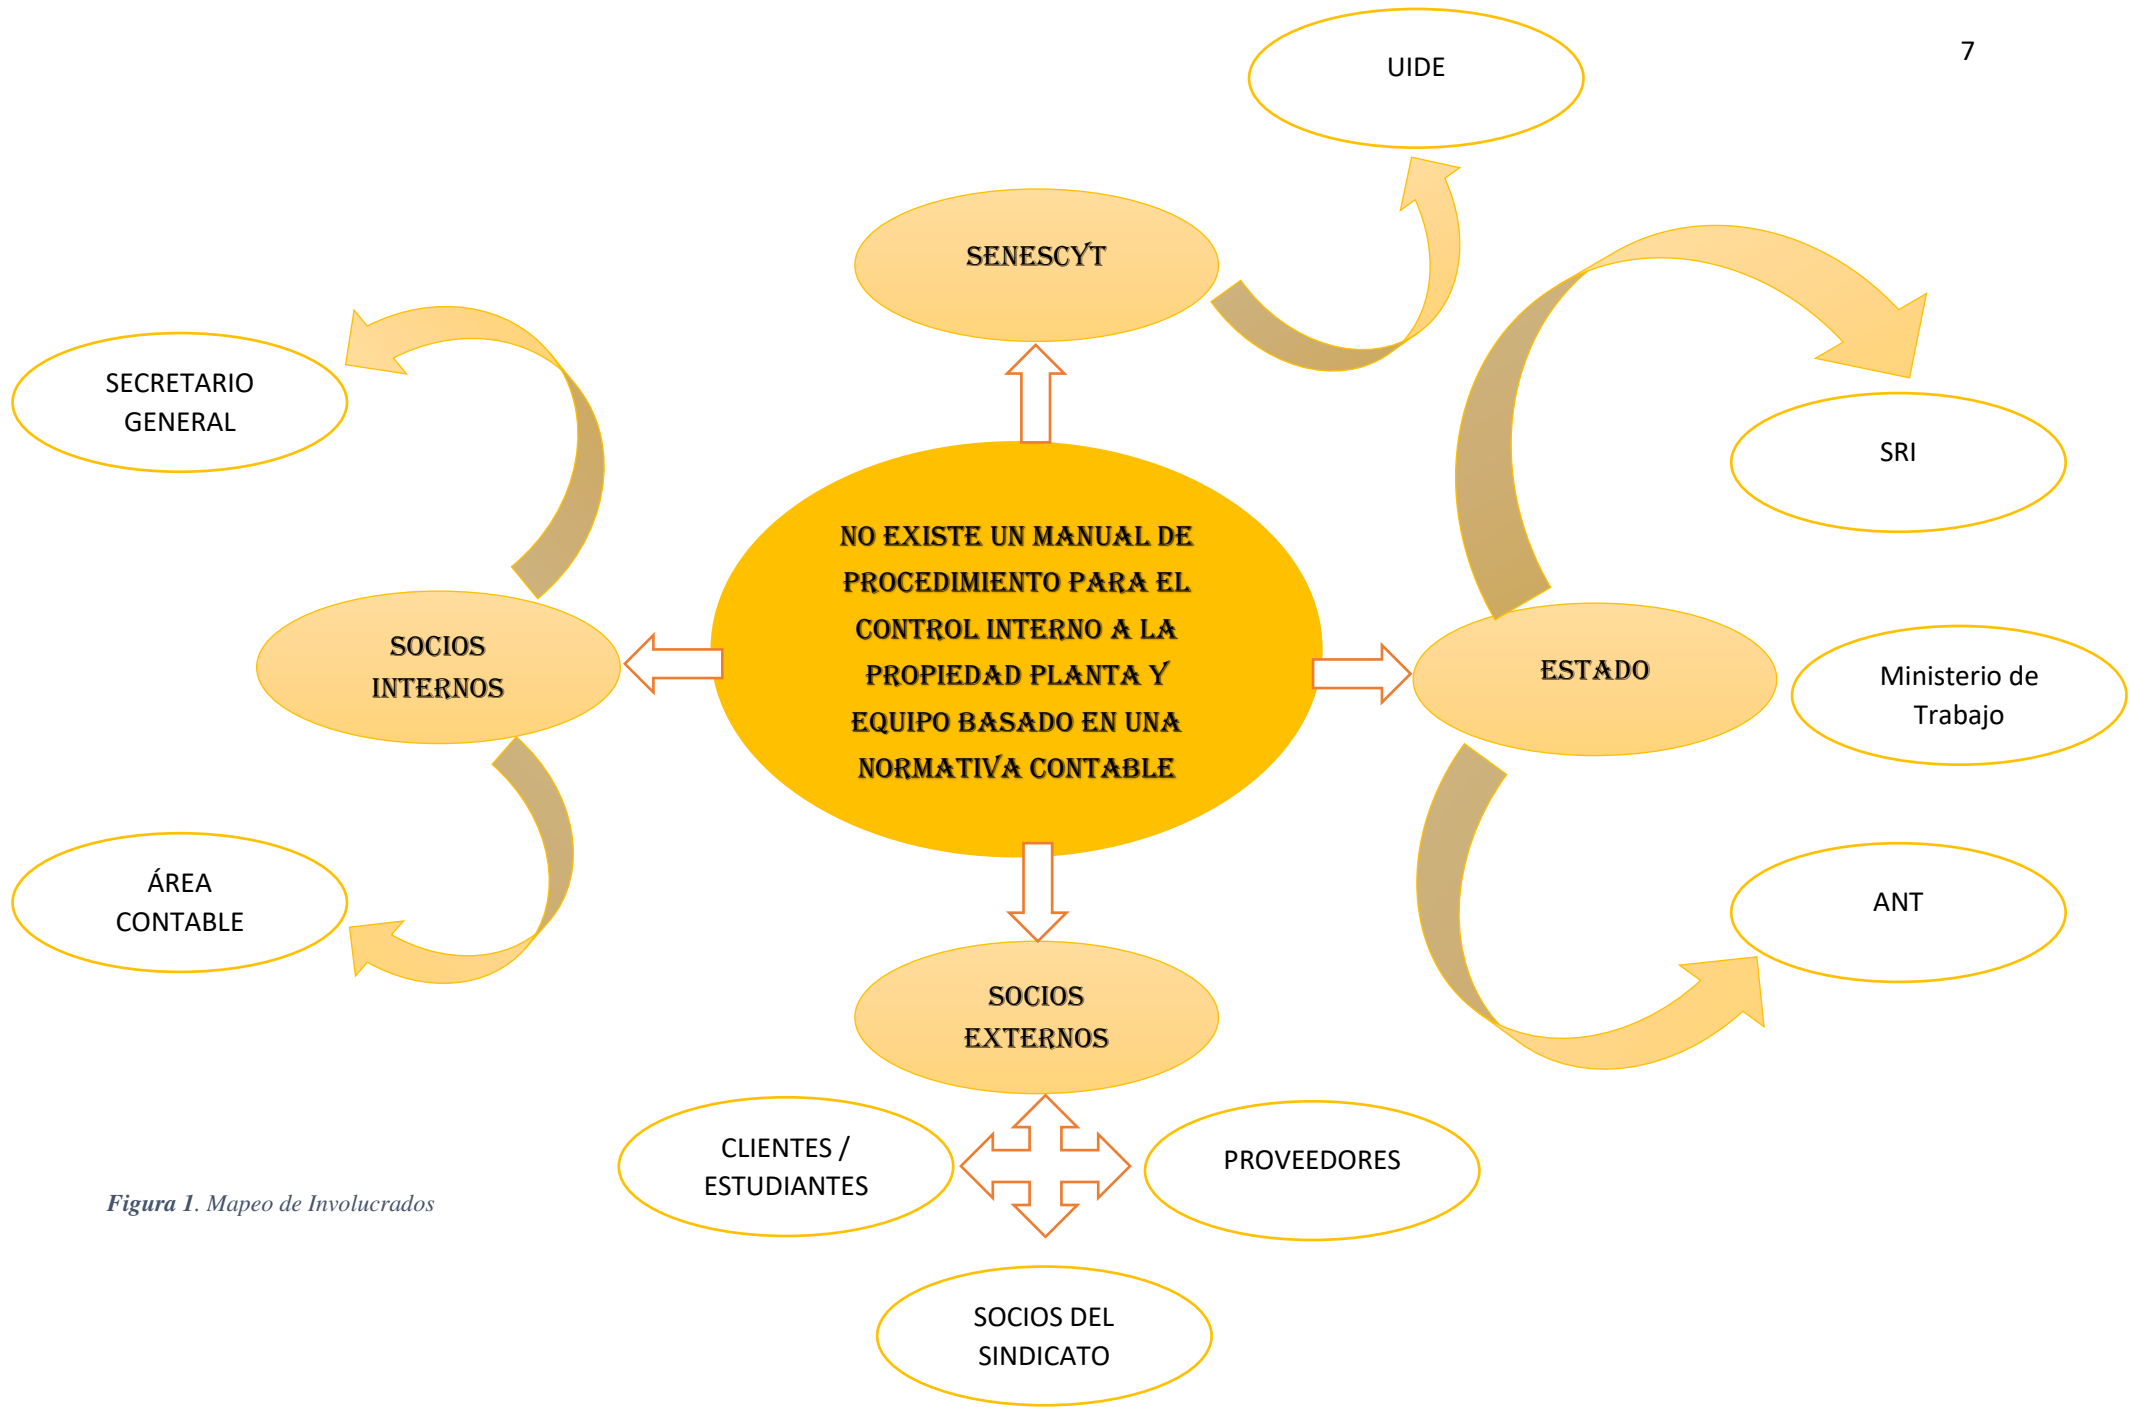 7
UIDE
SENESCYT
SECRETARIO
GENERAL
SRI
NO EXISTE UN MANUAL DE
PROCEDIMIENTO PARA EL
CONTROL INTERNO A LA
PROPIEDAD PLANTA Y
EQUIPO BASADO EN UNA
NORMATIVA CONTABLE
SOCIOS
INTERNOS
ESTADO
Ministerio de
Trabajo
ÁREA
CONTABLE
ANT
SOCIOS
EXTERNOS
CLIENTES /
ESTUDIANTES
PROVEEDORES
Figura 1. Mapeo de Involucrados
SOCIOS DEL
SINDICATO